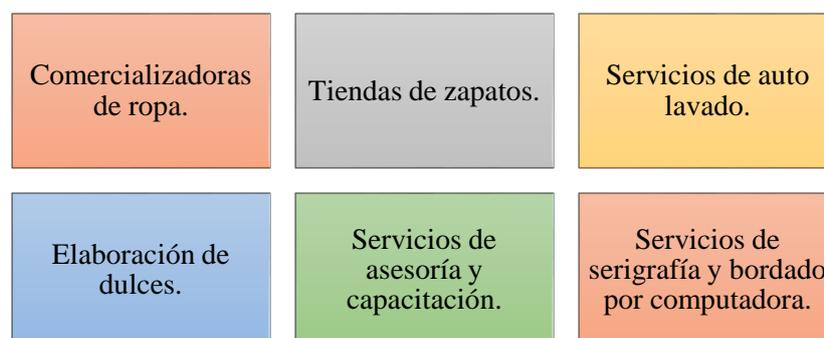 Comercializadoras
de ropa.
Tiendas de zapatos.
Servicios de auto
lavado.
Elaboración de
dulces.
Servicios de
asesoría y
capacitación.
Servicios de
serigrafía y bordado
por computadora.